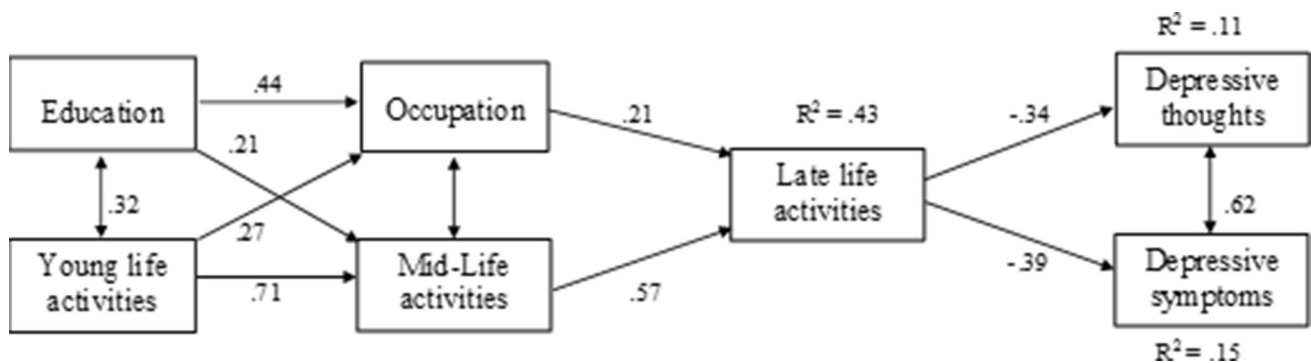 R² = .11
Education
.44
Occupation
.21
R² = .43
-.34
Depressive
thoughts
.21
.32
.27
Late life
activities
.62
Young life
activities
.71
Mid-Life
activities
.57
-.39
Depressive
symptoms
R² = .15